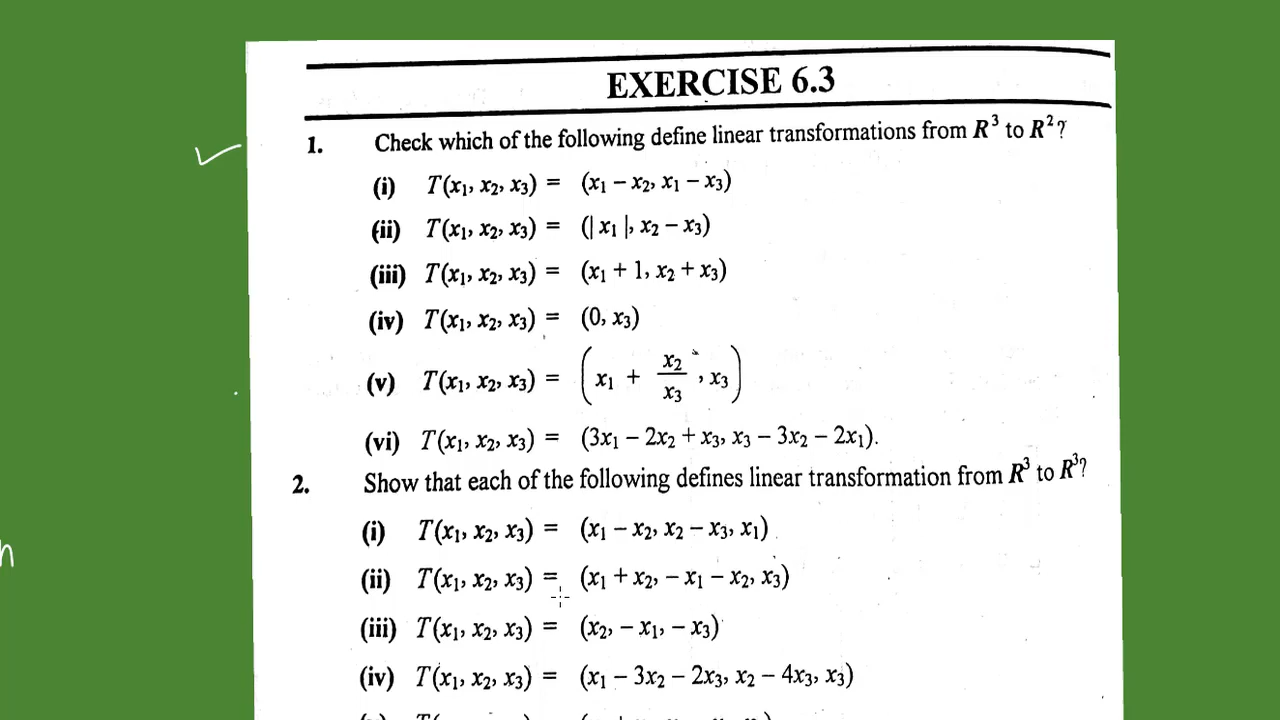 EXERCISE 6.3
1. Check which of the following define linear transformations from R³ to R²?
(i) T(x₁, x₂, x₃) = (x₁ − x₂, x₁ − x₃)
(ii) T(x₁, x₂, x₃) = (| x₁ |, x₂ − x₃)
(iii) T(x₁, x₂, x₃) = (x₁ + 1, x₂ + x₃)
(iv) T(x₁, x₂, x₃) = (0, x₃)
(v) T(x₁, x₂, x₃) = (x₁ + x₂/x₃, x₃)
(vi) T(x₁, x₂, x₃) = (3x₁ − 2x₂ + x₃, x₃ − 3x₂ − 2x₁).
2. Show that each of the following defines linear transformation from R³ to R³?
(i) T(x₁, x₂, x₃) = (x₁ − x₂, x₂ − x₃, x₁)
(ii) T(x₁, x₂, x₃) = (x₁ + x₂, − x₁ − x₂, x₃)
(iii) T(x₁, x₂, x₃) = (x₂, − x₁, − x₃)
(iv) T(x₁, x₂, x₃) = (x₁ − 3x₂ − 2x₃, x₂ − 4x₃, x₃)